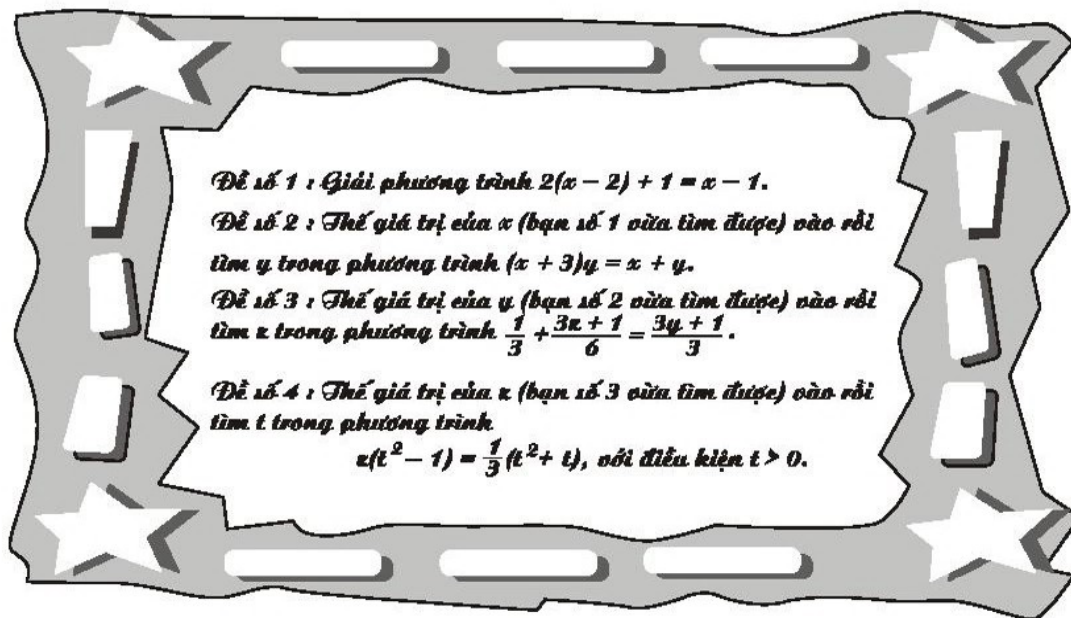 Đề số 1 : Giải phương trình 2(x – 2) + 1 = x – 1.
Đề số 2 : Thế giá trị của x (bạn số 1 vừa tìm được) vào rồi
tìm y trong phương trình (x + 3)y = x + y.
Đề số 3 : Thế giá trị của y (bạn số 2 vừa tìm được) vào rồi
tìm z trong phương trình 1/3 + (3z + 1)/6 = (3y + 1)/3.
Đề số 4 : Thế giá trị của z (bạn số 3 vừa tìm được) vào rồi
tìm t trong phương trình
z(t² – 1) = 1/3(t² + t), với điều kiện t > 0.